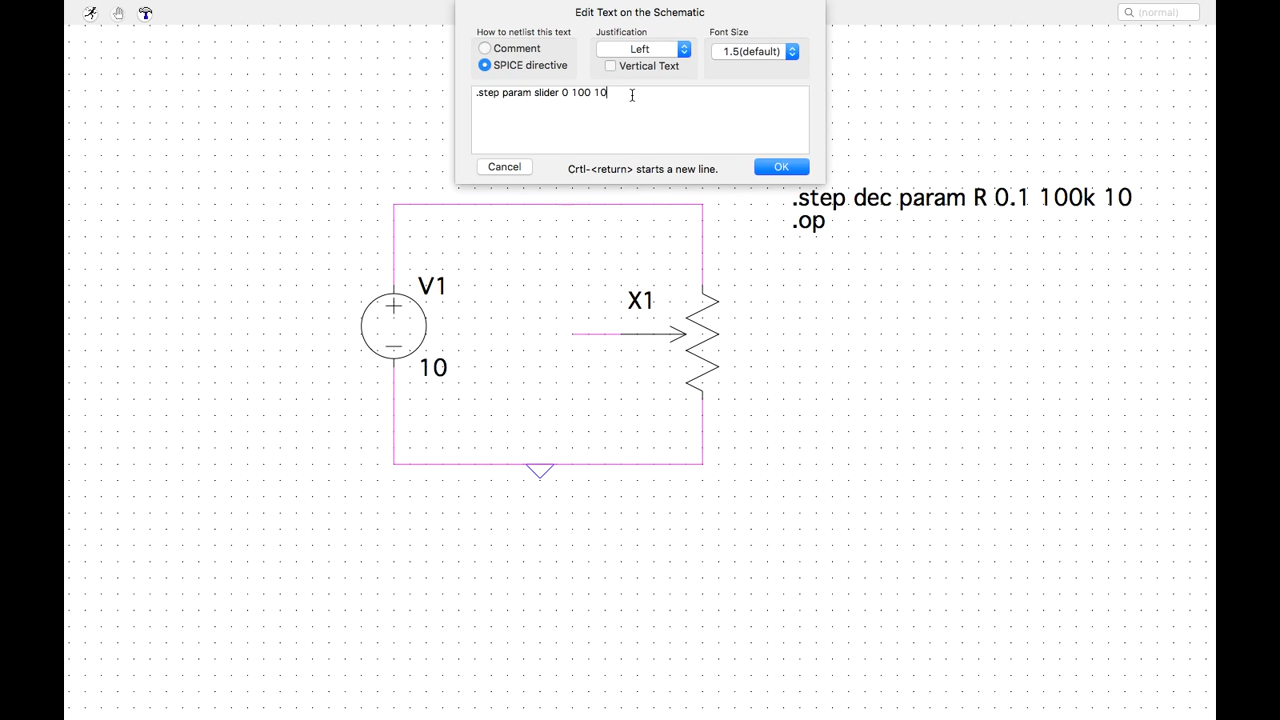 Edit Text on the Schematic
(normal)
How to netlist this text
Justification
Font Size
Comment
SPICE directive
Left
Vertical Text
1.5(default)
.step param slider 0 100 10
Cancel
Crtl-<return> starts a new line.
OK
.step dec param R 0.1 100k 10
.op
V1
10
X1